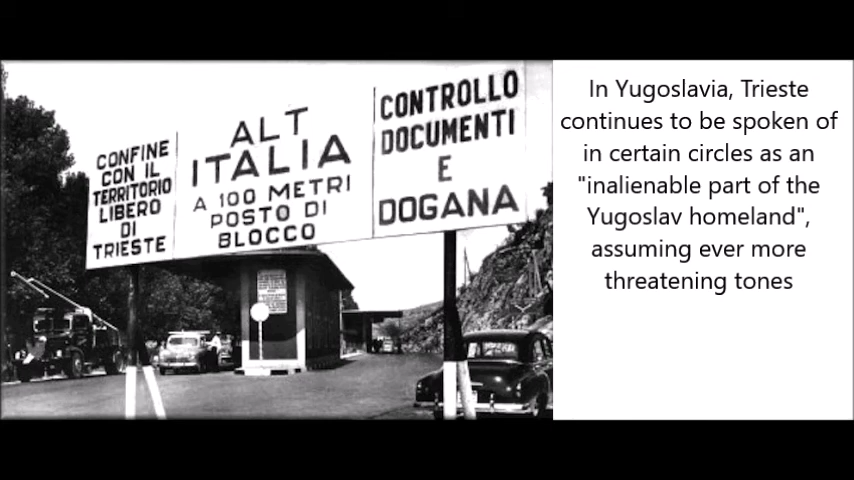 CONFINE
CON IL
TERRITORIO
LIBERO
DI
TRIESTE
ALT
ITALIA
A 100 METRI
POSTO DI
BLOCCO
CONTROLLO
DOCUMENTI
E
DOGANA
In Yugoslavia, Trieste
continues to be spoken of
in certain circles as an
"inalienable part of the
Yugoslav homeland",
assuming ever more
threatening tones